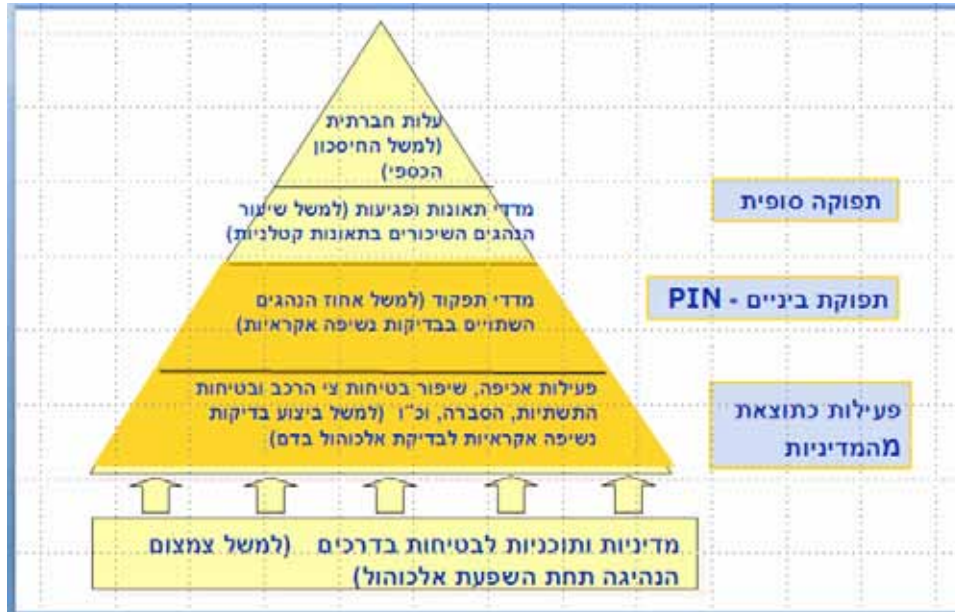 עלות חברתית
(למשל החיסכון
הכספי)
מדדי תאונות ופגיעות (למשל שיעור
הנהגים השיכורים בתאונות קטלניות)
תפוקה סופית
מדדי תפקוד (למשל אחוז הנהגים
השתויים בבדיקות נשיפה אקראיות)
תפוקת ביניים - PIN
פעילות אכיפה, שיפור בטיחות צי הרכב ובטיחות
התשתיות, הסברה, וכ"ו (למשל ביצוע בדיקות
נשיפה אקראיות לבדיקת אלכוהול בדם)
פעילות כתוצאת
מהמדיניות
מדיניות ותוכניות לבטיחות בדרכים (למשל צמצום
הנהיגה תחת השפעת אלכוהול)